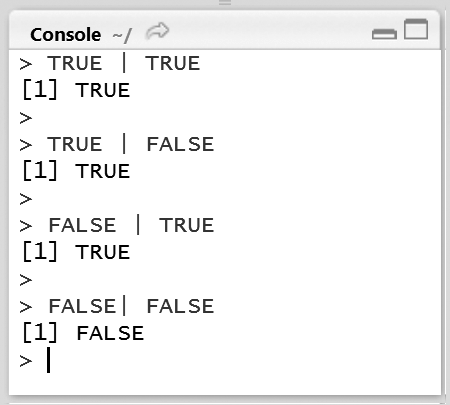 Console ~/
> TRUE | TRUE
[1] TRUE
>
> TRUE | FALSE
[1] TRUE
>
> FALSE | TRUE
[1] TRUE
>
> FALSE| FALSE
[1] FALSE
>